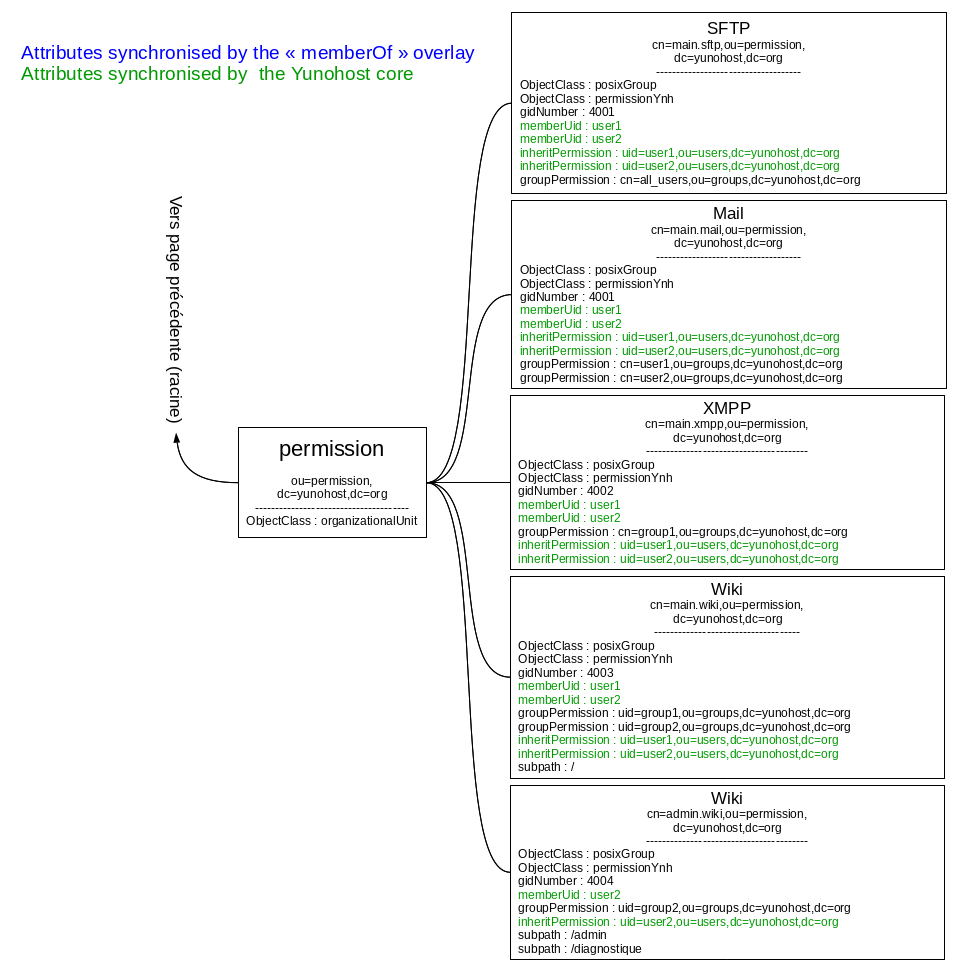 Attributes synchronised by the « memberOf » overlay
Attributes synchronised by  the Yunohost core
Vers page précédente (racine)
permission
ou=permission,
dc=yunohost,dc=org
--------------------------------------
ObjectClass : organizationalUnit
SFTP
cn=main.sftp,ou=permission,
dc=yunohost,dc=org
------------------------------------
ObjectClass : posixGroup
ObjectClass : permissionYnh
gidNumber : 4001
memberUid : user1
memberUid : user2
inheritPermission : uid=user1,ou=users,dc=yunohost,dc=org
inheritPermission : uid=user2,ou=users,dc=yunohost,dc=org
groupPermission : cn=all_users,ou=groups,dc=yunohost,dc=org
Mail
cn=main.mail,ou=permission,
dc=yunohost,dc=org
------------------------------------
ObjectClass : posixGroup
ObjectClass : permissionYnh
gidNumber : 4001
memberUid : user1
memberUid : user2
inheritPermission : uid=user1,ou=users,dc=yunohost,dc=org
inheritPermission : uid=user2,ou=users,dc=yunohost,dc=org
groupPermission : cn=user1,ou=groups,dc=yunohost,dc=org
groupPermission : cn=user2,ou=groups,dc=yunohost,dc=org
XMPP
cn=main.xmpp,ou=permission,
dc=yunohost,dc=org
----------------------------------------
ObjectClass : posixGroup
ObjectClass : permissionYnh
gidNumber : 4002
memberUid : user1
memberUid : user2
groupPermission : cn=group1,ou=groups,dc=yunohost,dc=org
inheritPermission : uid=user1,ou=users,dc=yunohost,dc=org
inheritPermission : uid=user2,ou=users,dc=yunohost,dc=org
Wiki
cn=main.wiki,ou=permission,
dc=yunohost,dc=org
------------------------------------
ObjectClass : posixGroup
ObjectClass : permissionYnh
gidNumber : 4003
memberUid : user1
memberUid : user2
groupPermission : uid=group1,ou=groups,dc=yunohost,dc=org
groupPermission : uid=group2,ou=groups,dc=yunohost,dc=org
inheritPermission : uid=user1,ou=users,dc=yunohost,dc=org
inheritPermission : uid=user2,ou=users,dc=yunohost,dc=org
subpath : /
Wiki
cn=admin.wiki,ou=permission,
dc=yunohost,dc=org
----------------------------------------
ObjectClass : posixGroup
ObjectClass : permissionYnh
gidNumber : 4004
memberUid : user2
groupPermission : uid=group2,ou=groups,dc=yunohost,dc=org
inheritPermission : uid=user2,ou=users,dc=yunohost,dc=org
subpath : /admin
subpath : /diagnostique